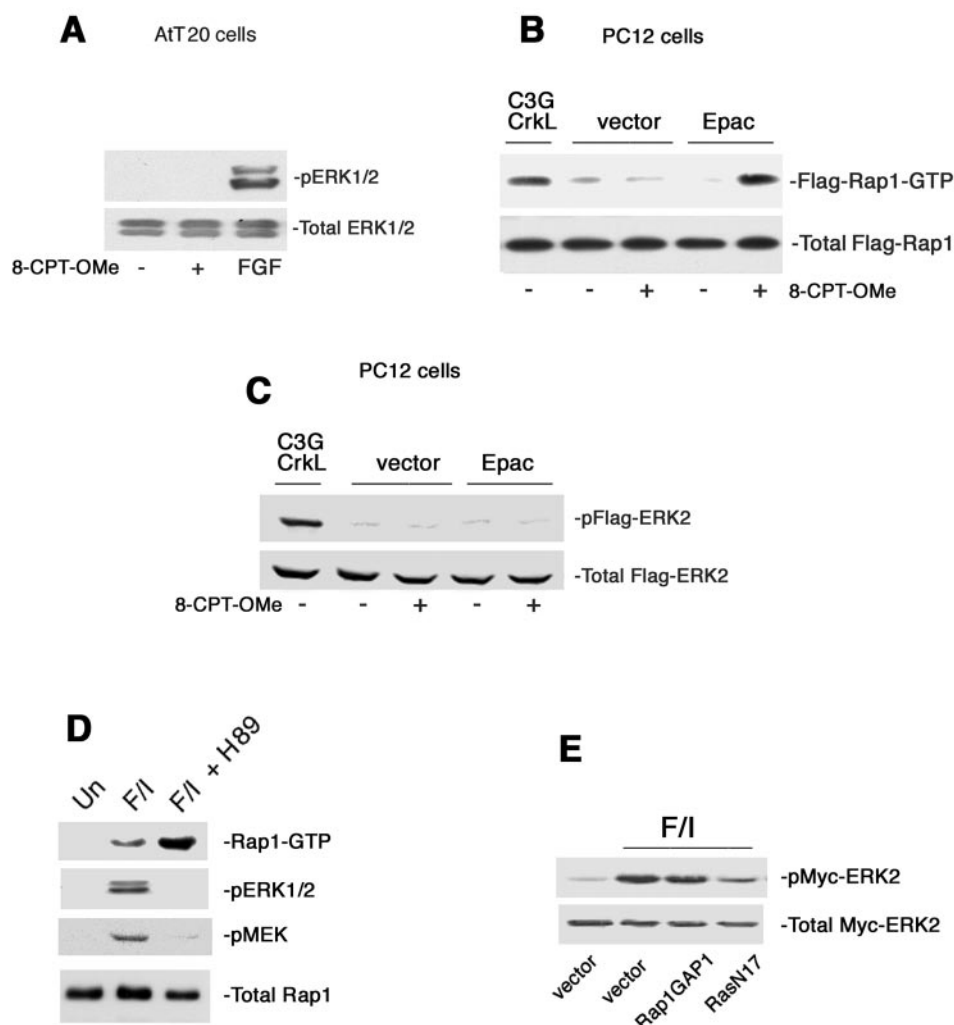 A
AtT20 cells
-pERK1/2
-Total ERK1/2
8-CPT-OMe - + FGF
B
PC12 cells
C3G
CrkL vector Epac
-Flag-Rap1-GTP
-Total Flag-Rap1
- - + - + 8-CPT-OMe
C
PC12 cells
C3G
CrkL vector Epac
-pFlag-ERK2
-Total Flag-ERK2
8-CPT-OMe - - + - +
D
Un F/I F/I + H89
-Rap1-GTP
-pERK1/2
-pMEK
-Total Rap1
E
F/I
-pMyc-ERK2
-Total Myc-ERK2
vector vector Rap1GAP1 RasN17